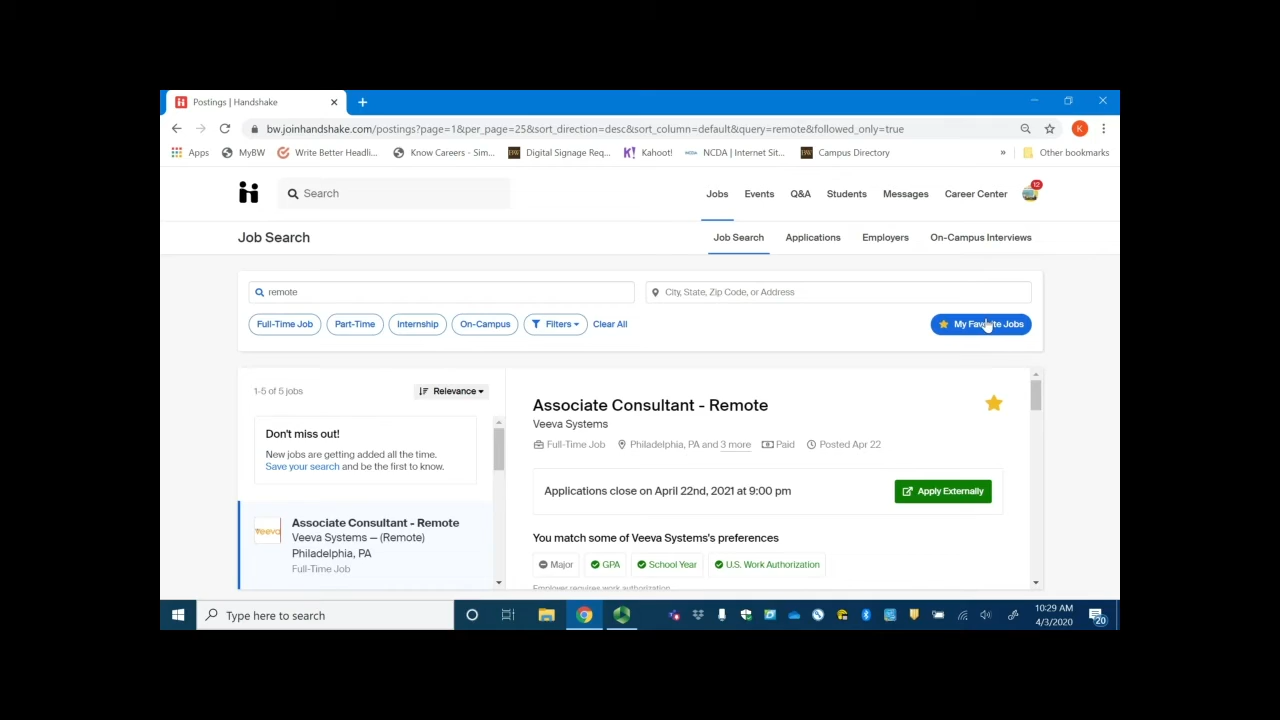 Postings | Handshake
bw.joinhandshake.com/postings?page=1&per_page=25&sort_direction=desc&sort_column=default&query=remote&followed_only=true
K
Apps MyBW Write Better Headli... Know Careers - Sim... Digital Signage Req... Kahoot! NCDA | Internet Sit... Campus Directory » Other bookmarks
Search Jobs Events Q&A Students Messages Career Center 12
Job Search Job Search Applications Employers On-Campus Interviews
remote City, State, Zip Code, or Address
Full-Time Job Part-Time Internship On-Campus Filters Clear All My Favorite Jobs
1-5 of 5 jobs Relevance
Don't miss out!
New jobs are getting added all the time.
Save your search and be the first to know.
Veeva
Associate Consultant - Remote
Veeva Systems — (Remote)
Philadelphia, PA
Full-Time Job
Associate Consultant - Remote
Veeva Systems
Full-Time Job Philadelphia, PA and 3 more Paid Posted Apr 22
Applications close on April 22nd, 2021 at 9:00 pm Apply Externally
You match some of Veeva Systems's preferences
Major GPA School Year U.S. Work Authorization
Employer requires work authorization
Type here to search
10:29 AM
4/3/2020
20